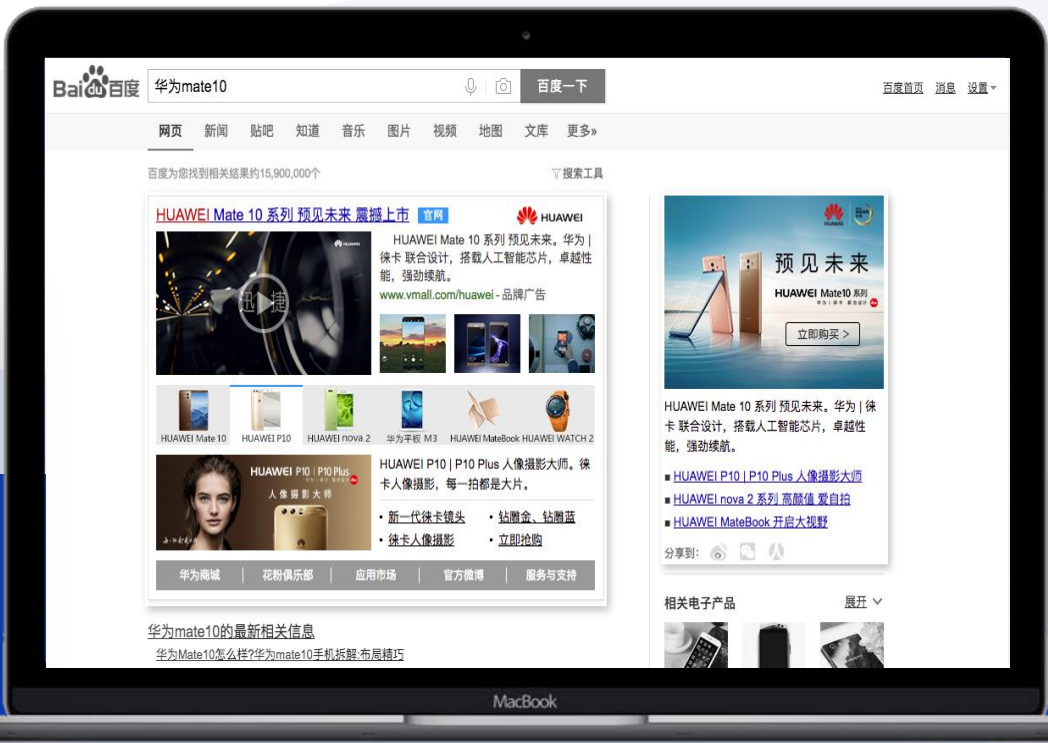 Bai du 百度
华为mate10
百度一下
百度首页 消息 设置
网页 新闻 贴吧 知道 音乐 图片 视频 地图 文库 更多»
百度为您找到相关结果约15,900,000个
搜索工具
HUAWEI Mate 10 系列 预见未来 震撼上市 官网
HUAWEI
HUAWEI
迅捷
HUAWEI Mate 10 系列 预见未来。华为 |
徕卡 联合设计，搭载人工智能芯片，卓越性
能，强劲续航。
www.vmall.com/huawei - 品牌广告
HUAWEI Mate 10
HUAWEI P10
HUAWEI nova 2
华为平板 M3
HUAWEI MateBook
HUAWEI WATCH 2
HUAWEI P10 | P10 Plus
人像摄影大师
HUAWEI P10 | P10 Plus 人像摄影大师。徕
卡人像摄影，每一拍都是大片。
• 新一代徕卡镜头 • 钻雕金、钻雕蓝
• 徕卡人像摄影 • 立即抢购
华为商城 | 花粉俱乐部 | 应用市场 | 官方微博 | 服务与支持
华为mate10的最新相关信息
华为Mate10怎么样?华为mate10手机拆解:布局精巧
HUAWEI
预见未来
HUAWEI Mate10 系列
立即购买 >
HUAWEI Mate 10 系列 预见未来。华为 | 徕
卡 联合设计，搭载人工智能芯片，卓越性
能，强劲续航。
■ HUAWEI P10 | P10 Plus 人像摄影大师
■ HUAWEI nova 2 系列 高颜值 爱自拍
■ HUAWEI MateBook 开启大视野
分享到：
相关电子产品
展开
MacBook